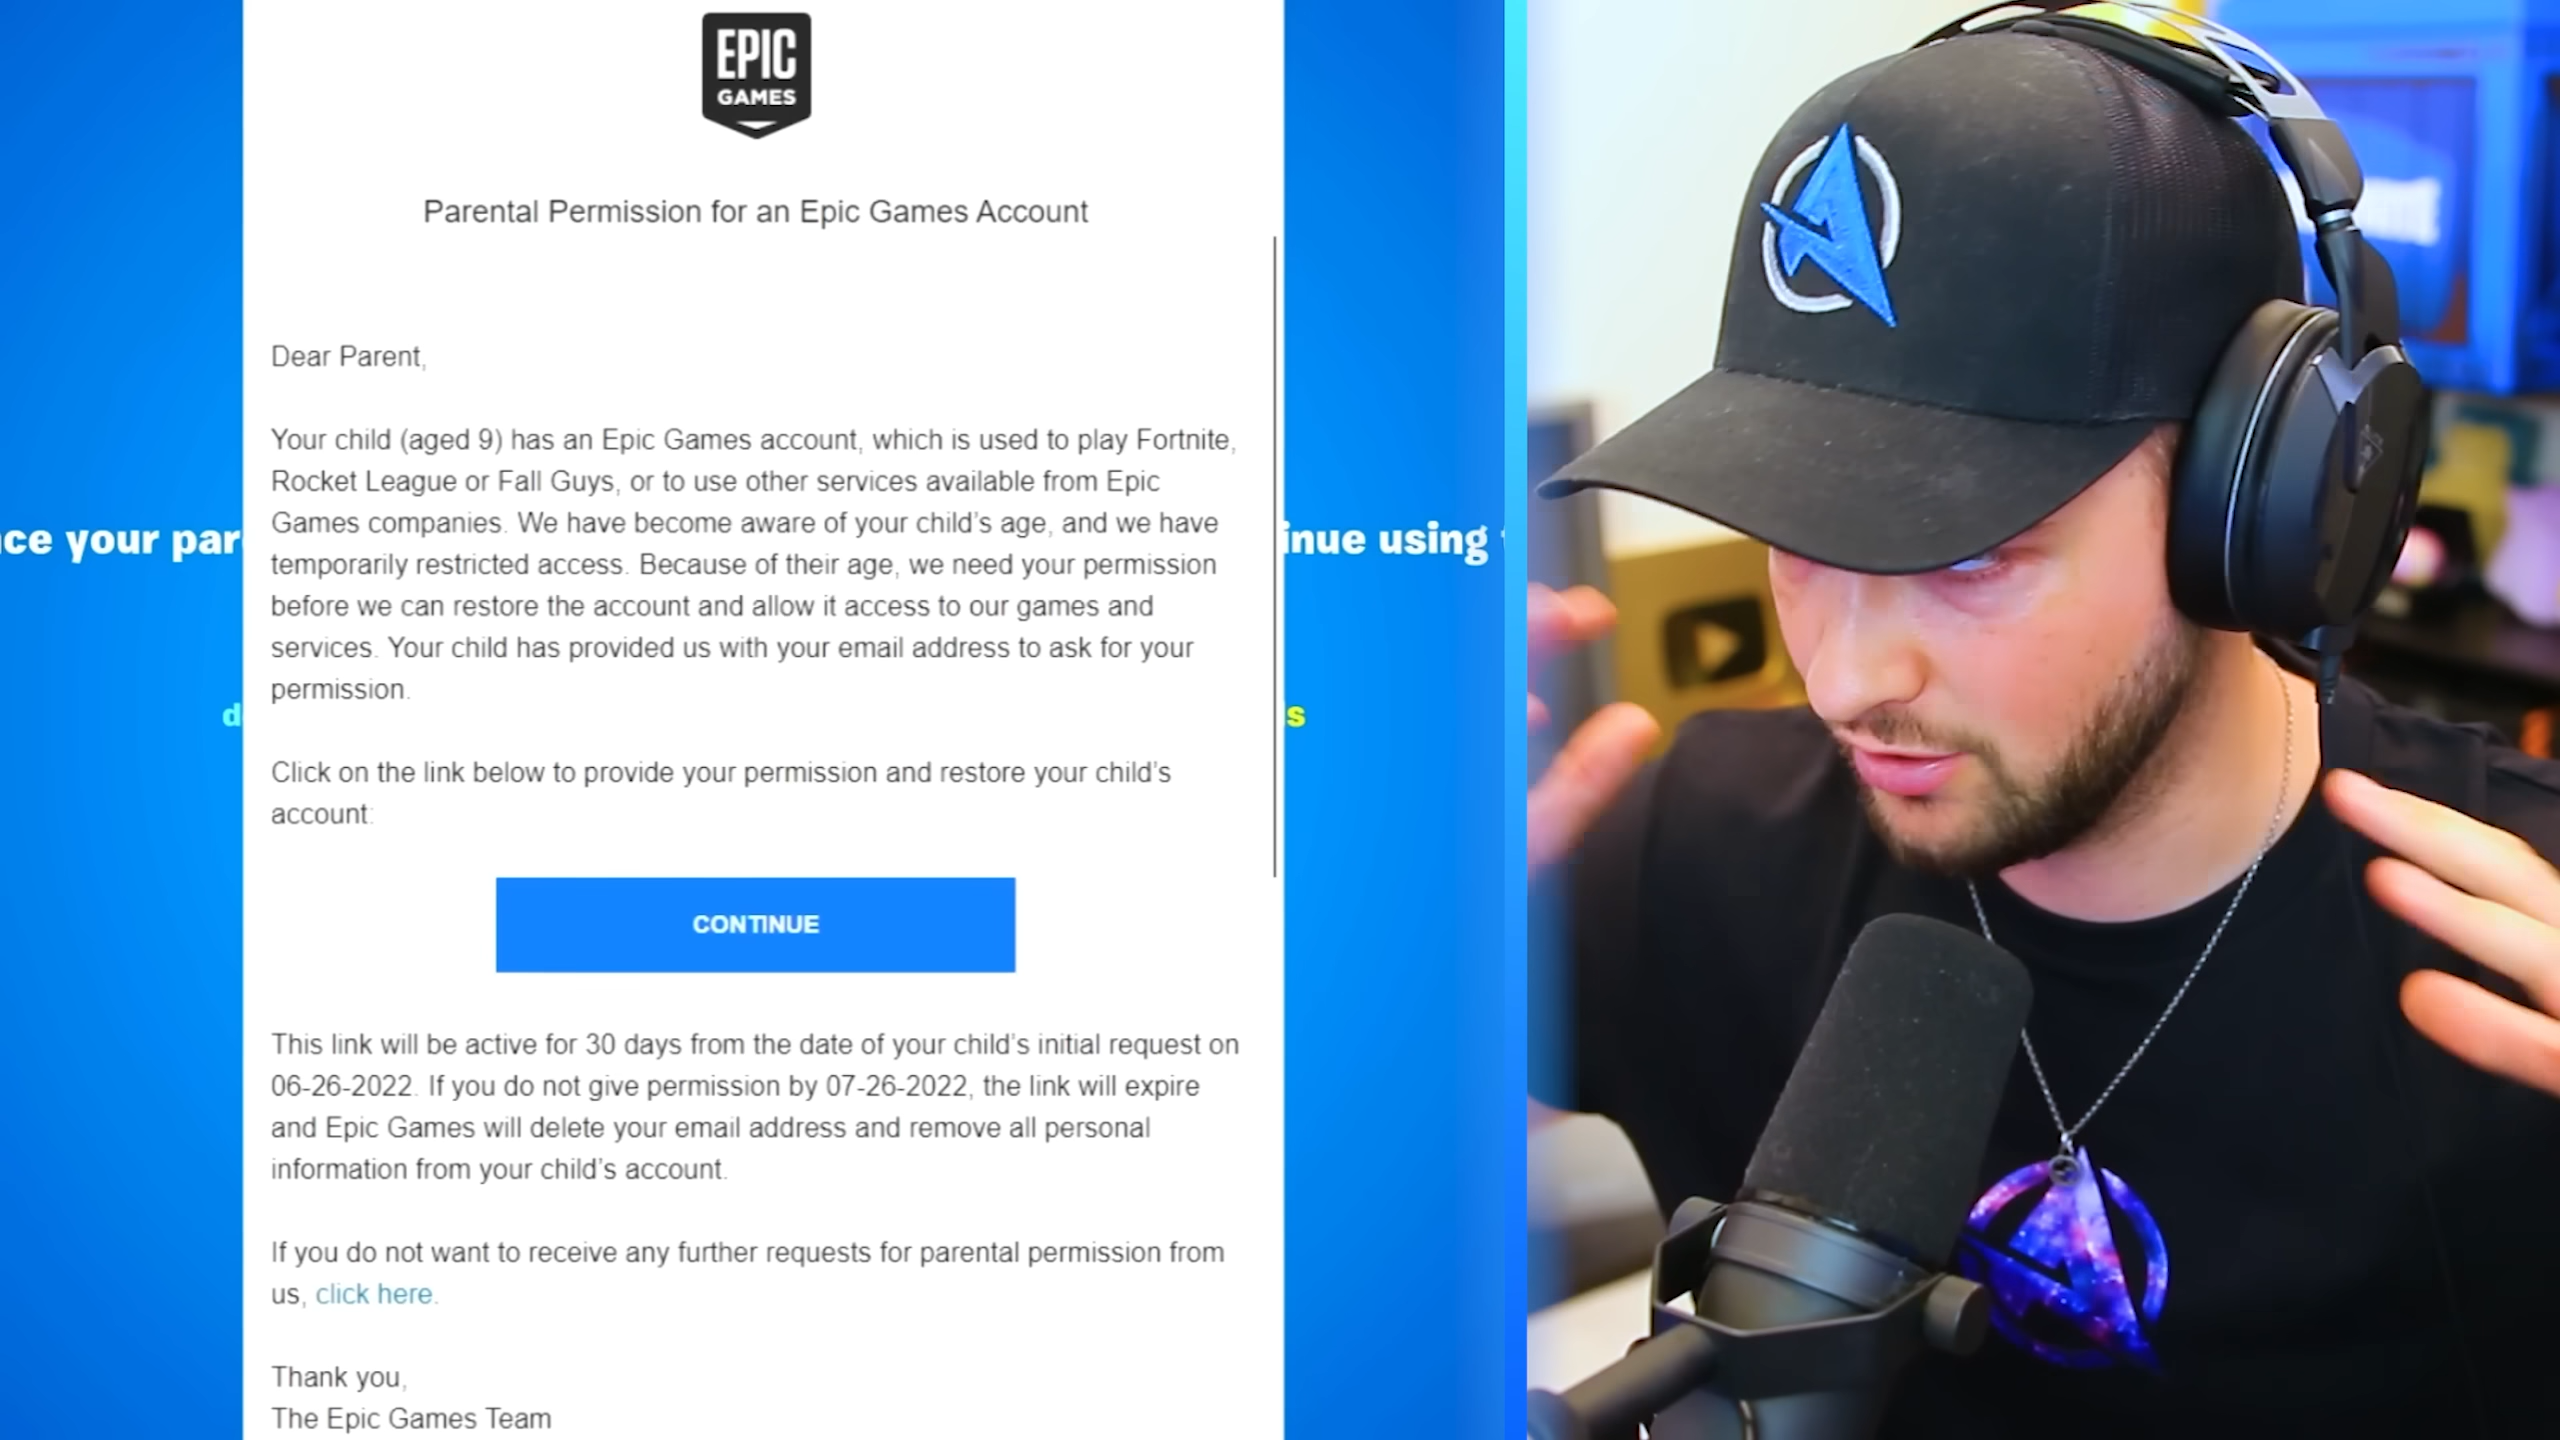 EPIC
GAMES
Parental Permission for an Epic Games Account
Dear Parent,
Your child (aged 9) has an Epic Games account, which is used to play Fortnite,
Rocket League or Fall Guys, or to use other services available from Epic
Games companies. We have become aware of your child's age, and we have
temporarily restricted access. Because of their age, we need your permission
before we can restore the account and allow it access to our games and
services. Your child has provided us with your email address to ask for your
permission.
Click on the link below to provide your permission and restore your child's
account:
CONTINUE
This link will be active for 30 days from the date of your child's initial request on
06-26-2022. If you do not give permission by 07-26-2022, the link will expire
and Epic Games will delete your email address and remove all personal
information from your child's account.
If you do not want to receive any further requests for parental permission from
us, click here.
Thank you,
The Epic Games Team
ce your par
inue using
d
s